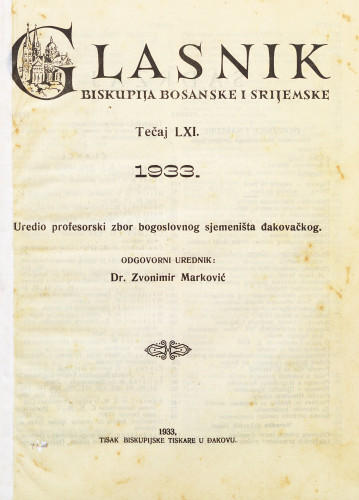 GLASNIK
BISKUPIJA BOSANSKE I SRIJEMSKE
Tečaj LXI.
1933.
Uredio profesorski zbor bogoslovnog sjemeništa đakovačkog.
ODGOVORNI UREDNIK:
Dr. Zvonimir Marković
1933,
TISAK BISKUPIJSKE TISKARE U ĐAKOVU.